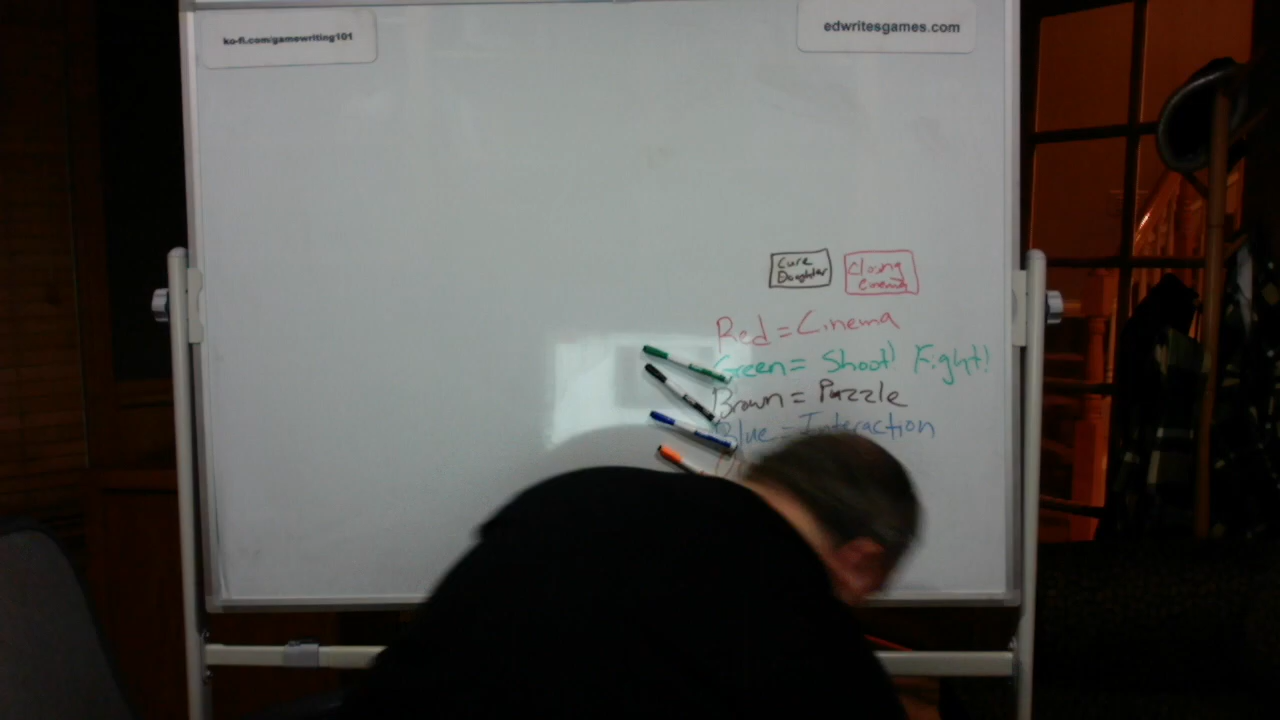 ko-fi.com/gamewriting101
edwritesgames.com
Cure
Daughter
Closing
Cinema
Red = Cinema
Green = Shoot! Fight!
Brown = Puzzle
Blue = Interaction